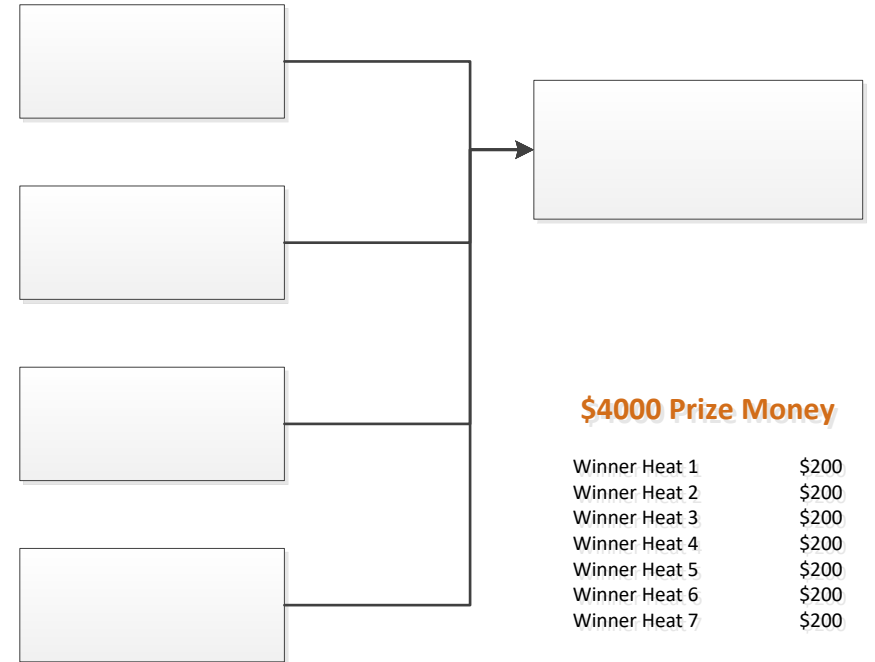 $4000 Prize Money
Winner Heat 1 $200
Winner Heat 2 $200
Winner Heat 3 $200
Winner Heat 4 $200
Winner Heat 5 $200
Winner Heat 6 $200
Winner Heat 7 $200